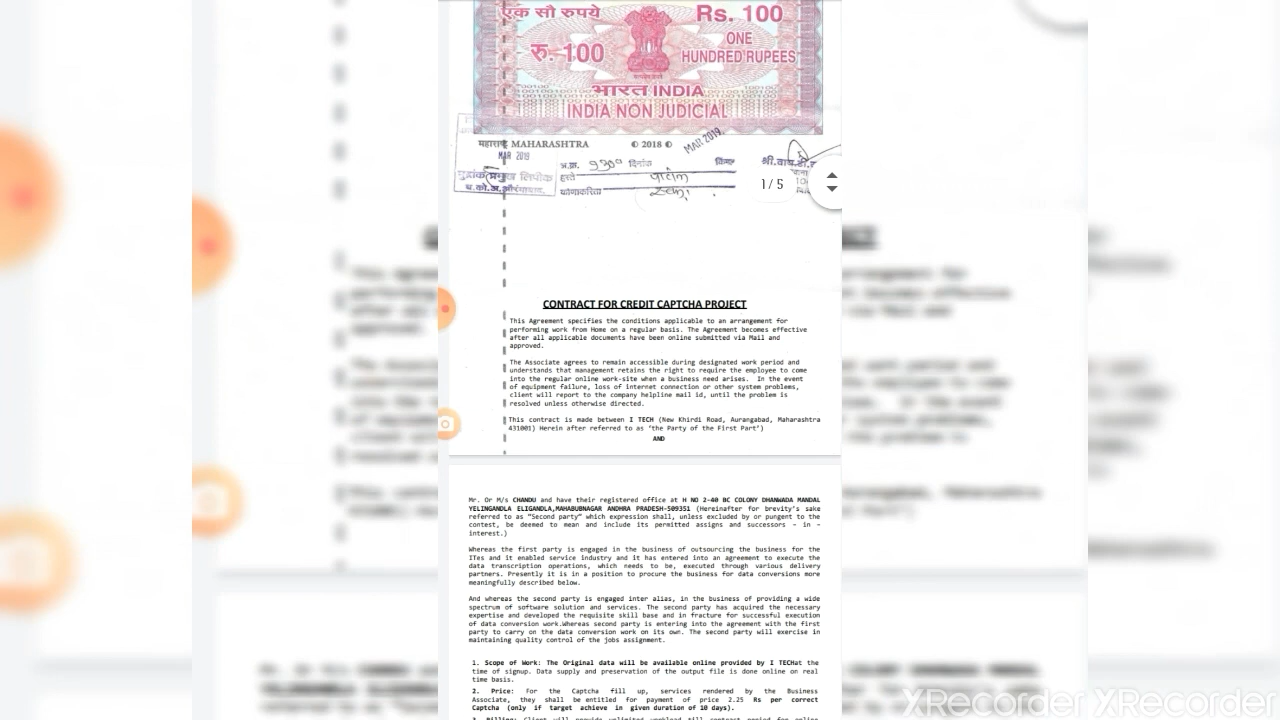 एक सौ रुपये Rs. 100
रु. 100 ONE
HUNDRED RUPEES
भारत INDIA
INDIA NON JUDICIAL
महाराष्ट्र MAHARASHTRA © 2018 © MAR 2019
MAR 2019
1/5
CONTRACT FOR CREDIT CAPTCHA PROJECT
This Agreement specifies the conditions applicable to an arrangement for
performing work from Home on a regular basis. The Agreement becomes effective
after all applicable documents have been online submitted via Mail and
approved.
The Associate agrees to remain accessible during designated work period and
understands that management retains the right to require the employee to come
into the regular online work-site when a business need arises. In the event
of equipment failure, loss of internet connection or other system problems,
client will report to the company helpline mail id, until the problem is
resolved unless otherwise directed.
This contract is made between I TECH (New Khirdi Road, Aurangabad, Maharashtra
431001) Herein after referred to as 'the Party of the First Part')
AND
Mr. Or M/s CHANDU and have their registered office at H NO 2-40 BC COLONY DHANWADA MANDAL
YELINGANDLA ELIGANDLA,MAHABUBNAGAR ANDHRA PRADESH-509351 (Hereinafter for brevity's sake
referred to as "Second party" which expression shall, unless excluded by or pungent to the
contest, be deemed to mean and include its permitted assigns and successors – in –
interest.)
Whereas the first party is engaged in the business of outsourcing the business for the
ITes and it enabled service industry and it has entered into an agreement to execute the
data transcription operations, which needs to be, executed through various delivery
partners. Presently it is in a position to procure the business for data conversions more
meaningfully described below.
And whereas the second party is engaged inter alias, in the business of providing a wide
spectrum of software solution and services. The second party has acquired the necessary
expertise and developed the requisite skill base and in fracture for successful execution
of data conversion work.Whereas second party is entering into the agreement with the first
party to carry on the data conversion work on its own. The second party will exercise in
maintaining quality control of the jobs assignment.
1. Scope of Work: The Original data will be available online provided by I TECHat the
time of signup. Data supply and preservation of the output file is done online on real
time basis.
2. Price: For the Captcha fill up, services rendered by the Business
Associate, they shall be entitled for payment of price 2.25 Rs per correct
Captcha (only if target achieve in given duration of 10 days).
3. Billing: Client will provide unlimited workload till contract period for online
XRecorder XRecorder